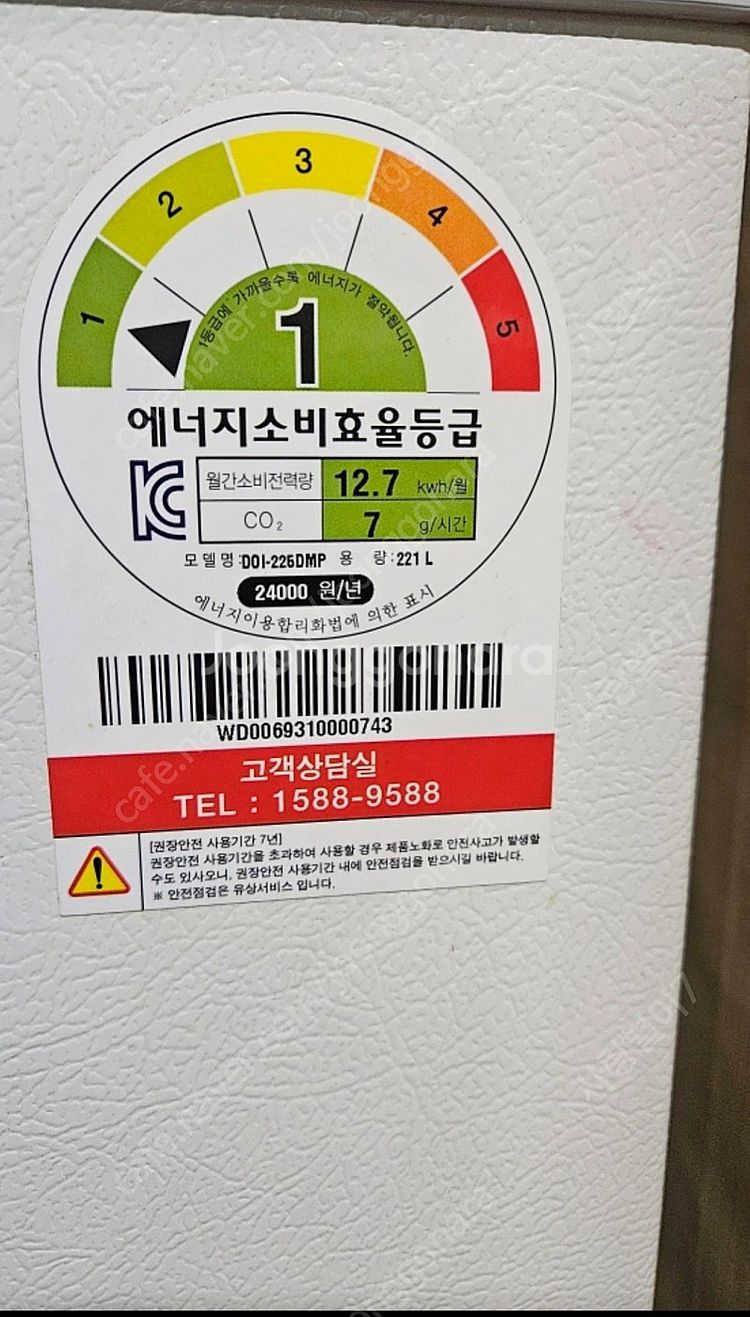 1
2
3
4
5
1등급에 가까울수록 에너지가 절약됩니다.
1
에너지소비효율등급
월간소비전력량 12.7 kwh/월
CO₂ 7 g/시간
모델명:DOI-225DMP 용 량:221 L
24000 원/년
에너지이용합리화법에 의한 표시
WD0069310000743
고객상담실
TEL : 1588-9588
[권장안전 사용기간 7년]
권장안전 사용기간을 초과하여 사용할 경우 제품노화로 안전사고가 발생할
수도 있사오니, 권장안전 사용기간 내에 안전점검을 받으시길 바랍니다.
※ 안전점검은 유상서비스 입니다.
Joonggonara